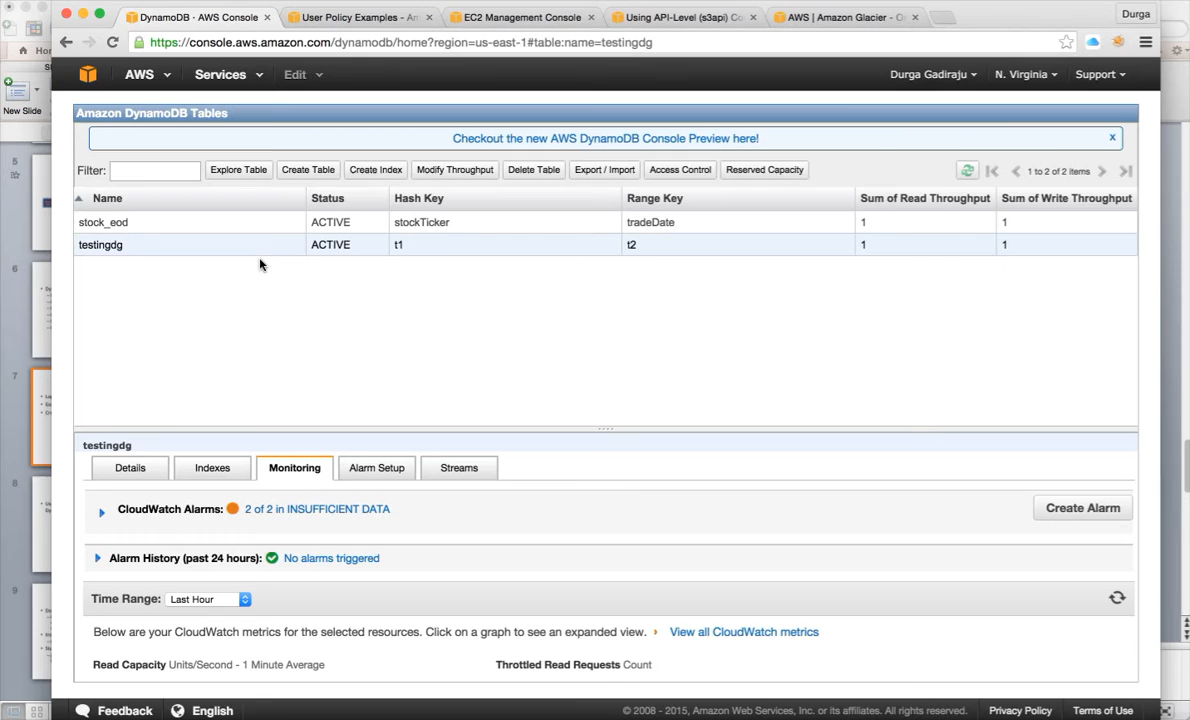 DynamoDB · AWS Console
User Policy Examples - Am
EC2 Management Console
Using API-Level (s3api) Co
AWS | Amazon Glacier - On
Durga
https://console.aws.amazon.com/dynamodb/home?region=us-east-1#table:name=testingdg
AWS
Services
Edit
Durga Gadiraju
N. Virginia
Support
New Slide
Amazon DynamoDB Tables
Checkout the new AWS DynamoDB Console Preview here!
x
Filter:
Explore Table
Create Table
Create Index
Modify Throughput
Delete Table
Export / Import
Access Control
Reserved Capacity
1 to 2 of 2 items
Name
Status
Hash Key
Range Key
Sum of Read Throughput
Sum of Write Throughput
stock_eod
ACTIVE
stockTicker
tradeDate
1
1
testingdg
ACTIVE
t1
t2
1
1
5
6
7
8
9
testingdg
Details
Indexes
Monitoring
Alarm Setup
Streams
CloudWatch Alarms:
2 of 2 in INSUFFICIENT DATA
Create Alarm
Alarm History (past 24 hours):
No alarms triggered
Time Range:
Last Hour
Below are your CloudWatch metrics for the selected resources. Click on a graph to see an expanded view.
View all CloudWatch metrics
Read Capacity Units/Second - 1 Minute Average
Throttled Read Requests Count
Feedback
English
© 2008 - 2015, Amazon Web Services, Inc. or its affiliates. All rights reserved.
Privacy Policy
Terms of Use